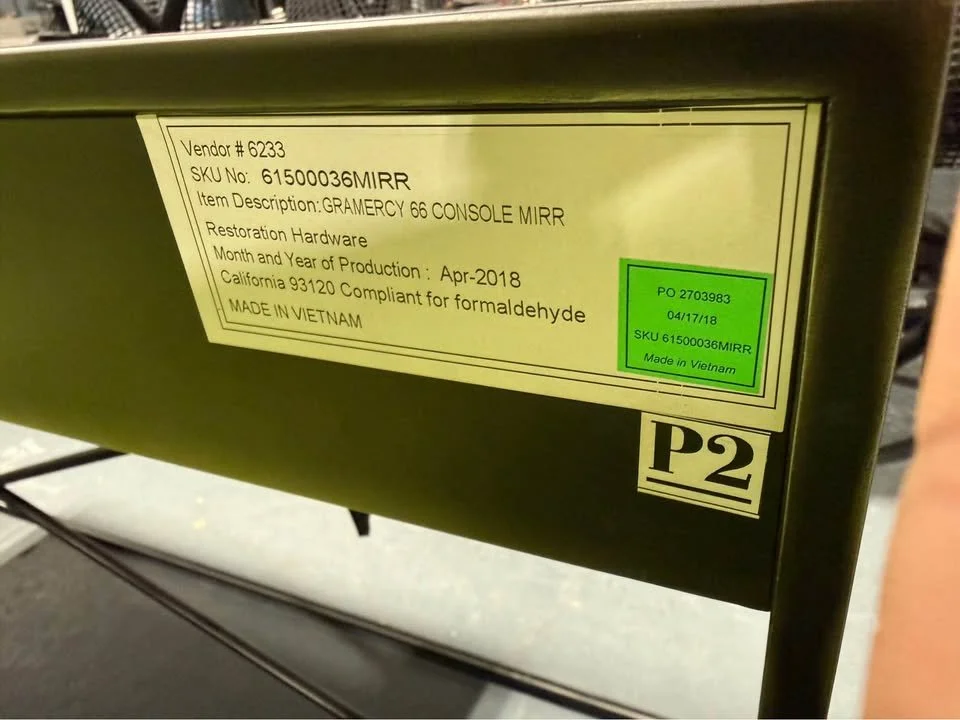 Vendor # 6233
SKU No: 61500036MIRR
Item Description:GRAMERCY 66 CONSOLE MIRR
Restoration Hardware
Month and Year of Production : Apr-2018
California 93120 Compliant for formaldehyde
MADE IN VIETNAM
PO 2703983
04/17/18
SKU 61500036MIRR
Made in Vietnam
P2